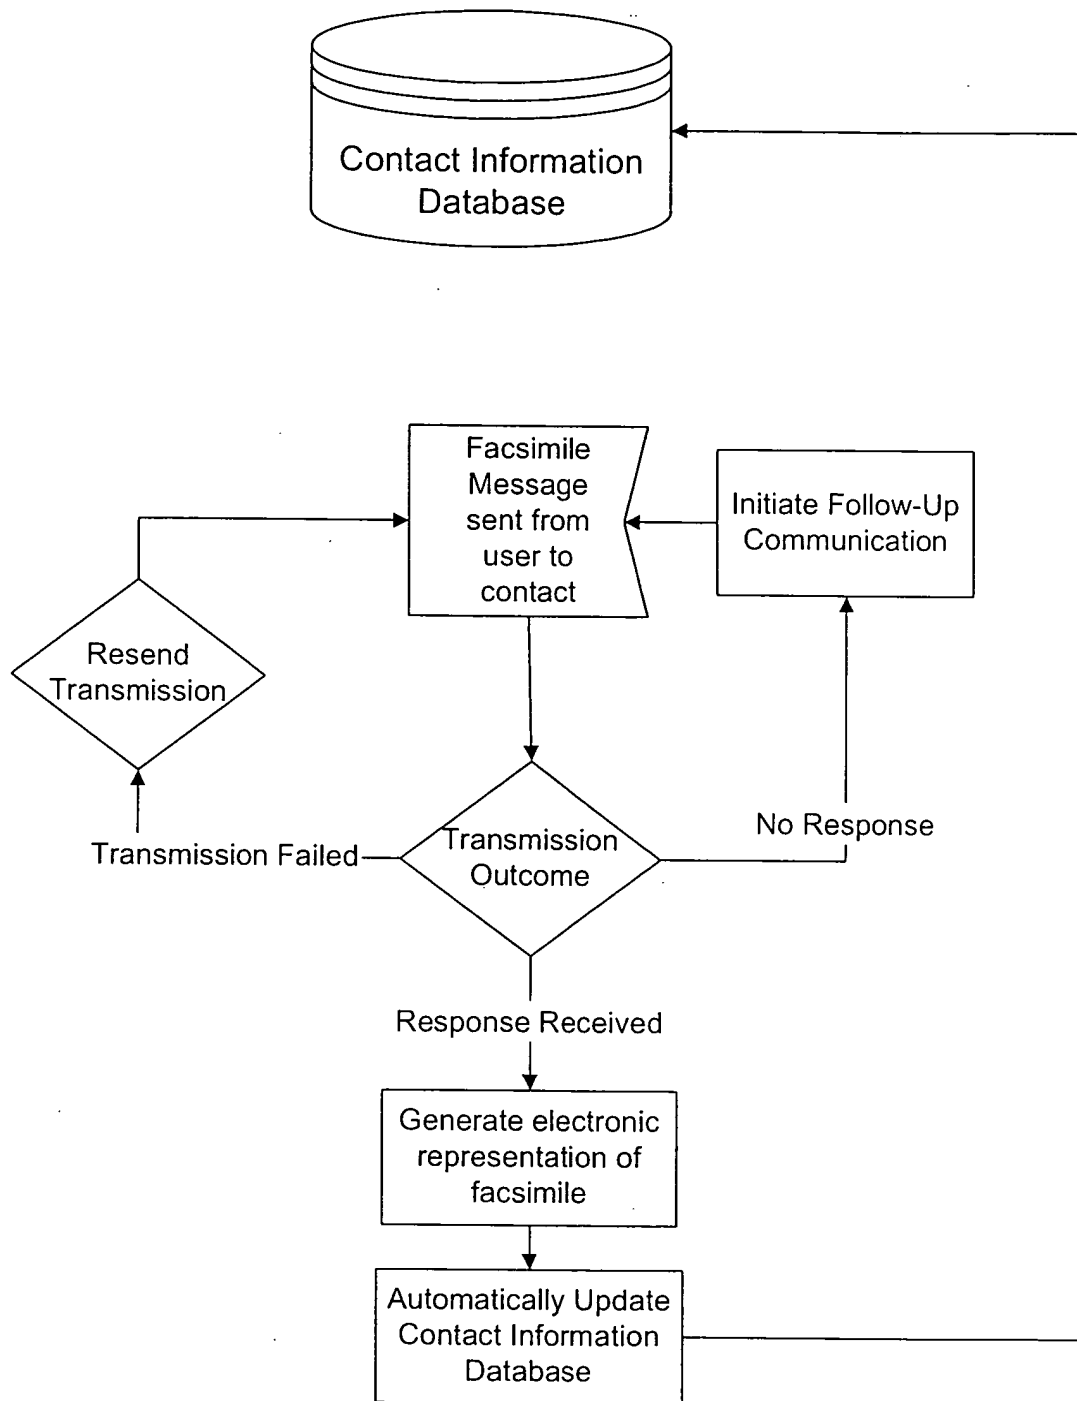 Contact Information
Database
Facsimile
Message
sent from
user to
contact
Initiate Follow-Up
Communication
Resend
Transmission
Transmission
Outcome
No Response
Transmission Failed
Response Received
Generate electronic
representation of
facsimile
Automatically Update
Contact Information
Database